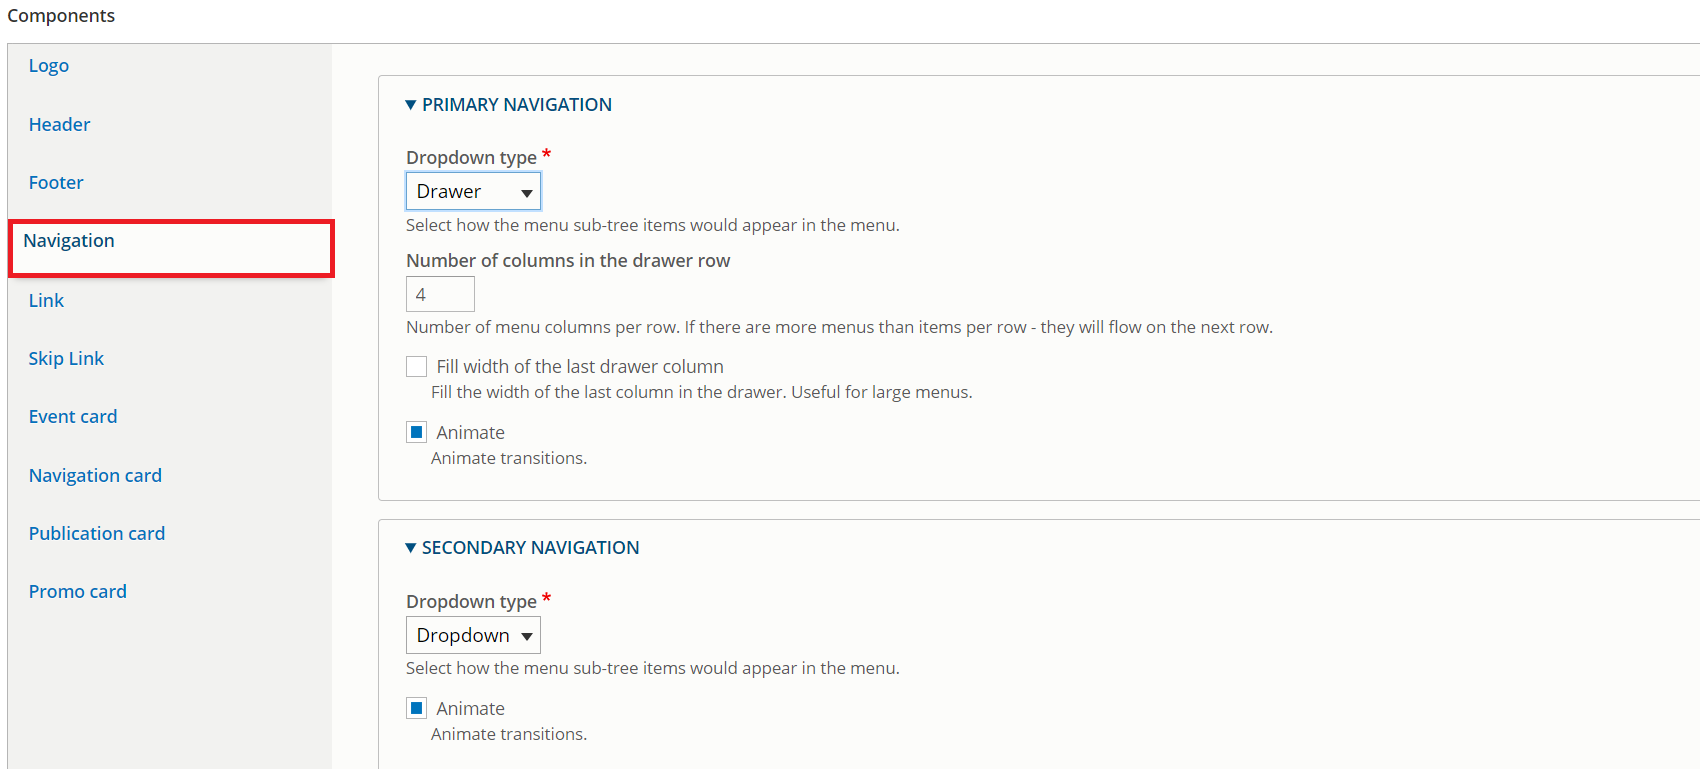 Components
Logo
Header
Footer
Navigation
Link
Skip Link
Event card
Navigation card
Publication card
Promo card
PRIMARY NAVIGATION
Dropdown type *
Drawer
Select how the menu sub-tree items would appear in the menu.
Number of columns in the drawer row
4
Number of menu columns per row. If there are more menus than items per row - they will flow on the next row.
Fill width of the last drawer column
Fill the width of the last column in the drawer. Useful for large menus.
Animate
Animate transitions.
SECONDARY NAVIGATION
Dropdown type *
Dropdown
Select how the menu sub-tree items would appear in the menu.
Animate
Animate transitions.